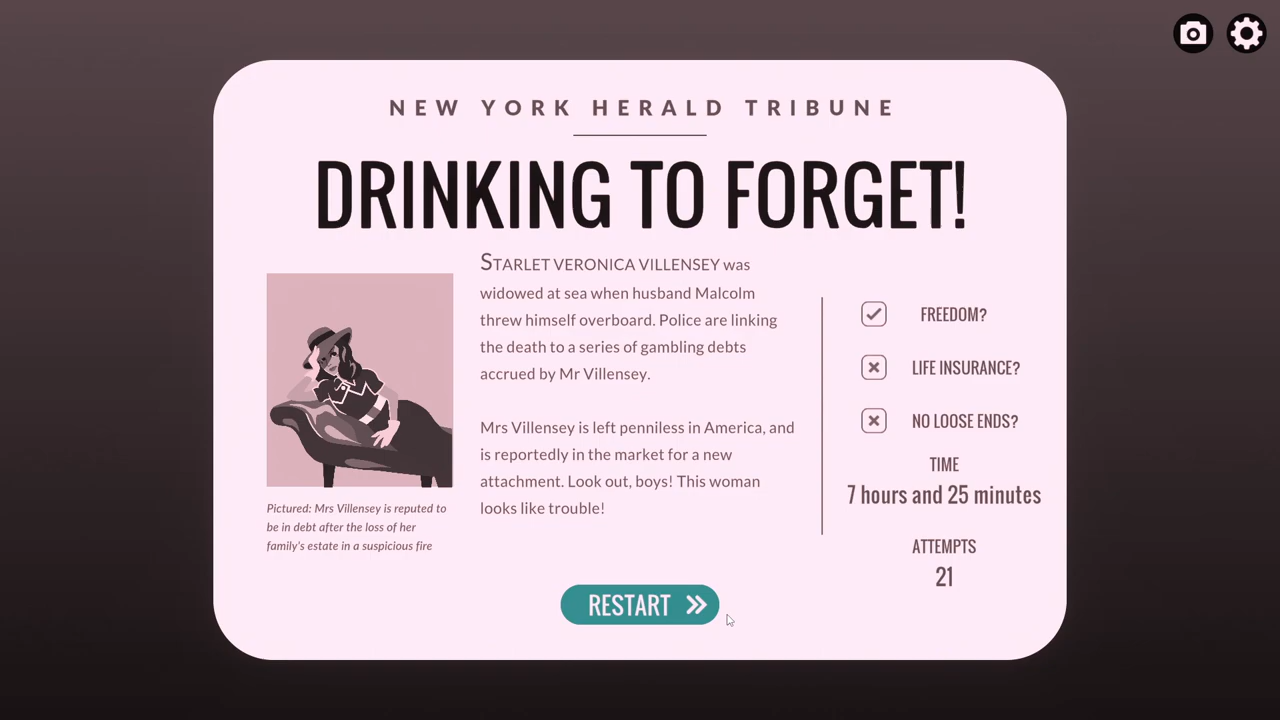 NEW YORK HERALD TRIBUNE
DRINKING TO FORGET!
STARLET VERONICA VILLENSEY was
widowed at sea when husband Malcolm
threw himself overboard. Police are linking
the death to a series of gambling debts
accrued by Mr Villensey.
Mrs Villensey is left penniless in America, and
is reportedly in the market for a new
attachment. Look out, boys! This woman
looks like trouble!
Pictured: Mrs Villensey is reputed to
be in debt after the loss of her
family's estate in a suspicious fire
FREEDOM?
LIFE INSURANCE?
NO LOOSE ENDS?
TIME
7 hours and 25 minutes
ATTEMPTS
21
RESTART